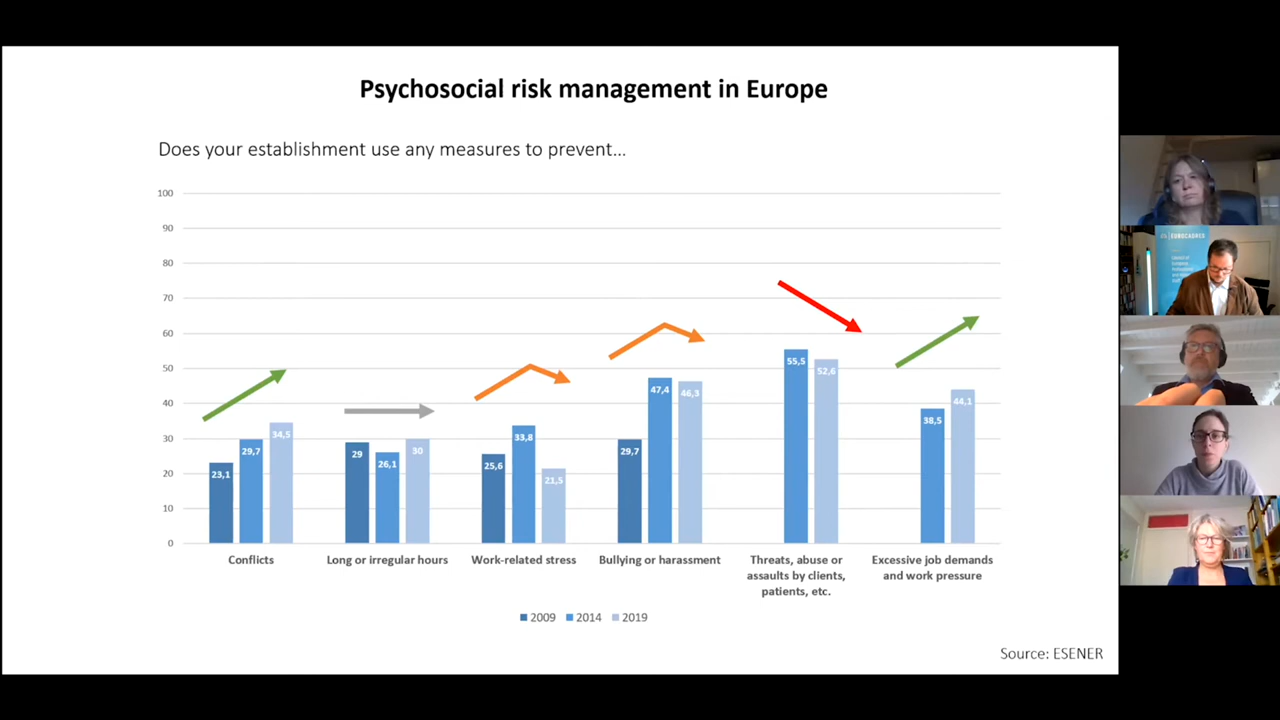 Psychosocial risk management in Europe
Does your establishment use any measures to prevent...
100
90
80
70
60
50
40
30
20
10
0
23,1
29,7
34,5
29
26,1
30
25,6
33,8
21,5
29,7
47,4
46,3
55,5
52,6
38,5
44,1
Conflicts
Long or irregular hours
Work-related stress
Bullying or harassment
Threats, abuse or
assaults by clients,
patients, etc.
Excessive job demands
and work pressure
2009 2014 2019
Source: ESENER
EUROCADRES